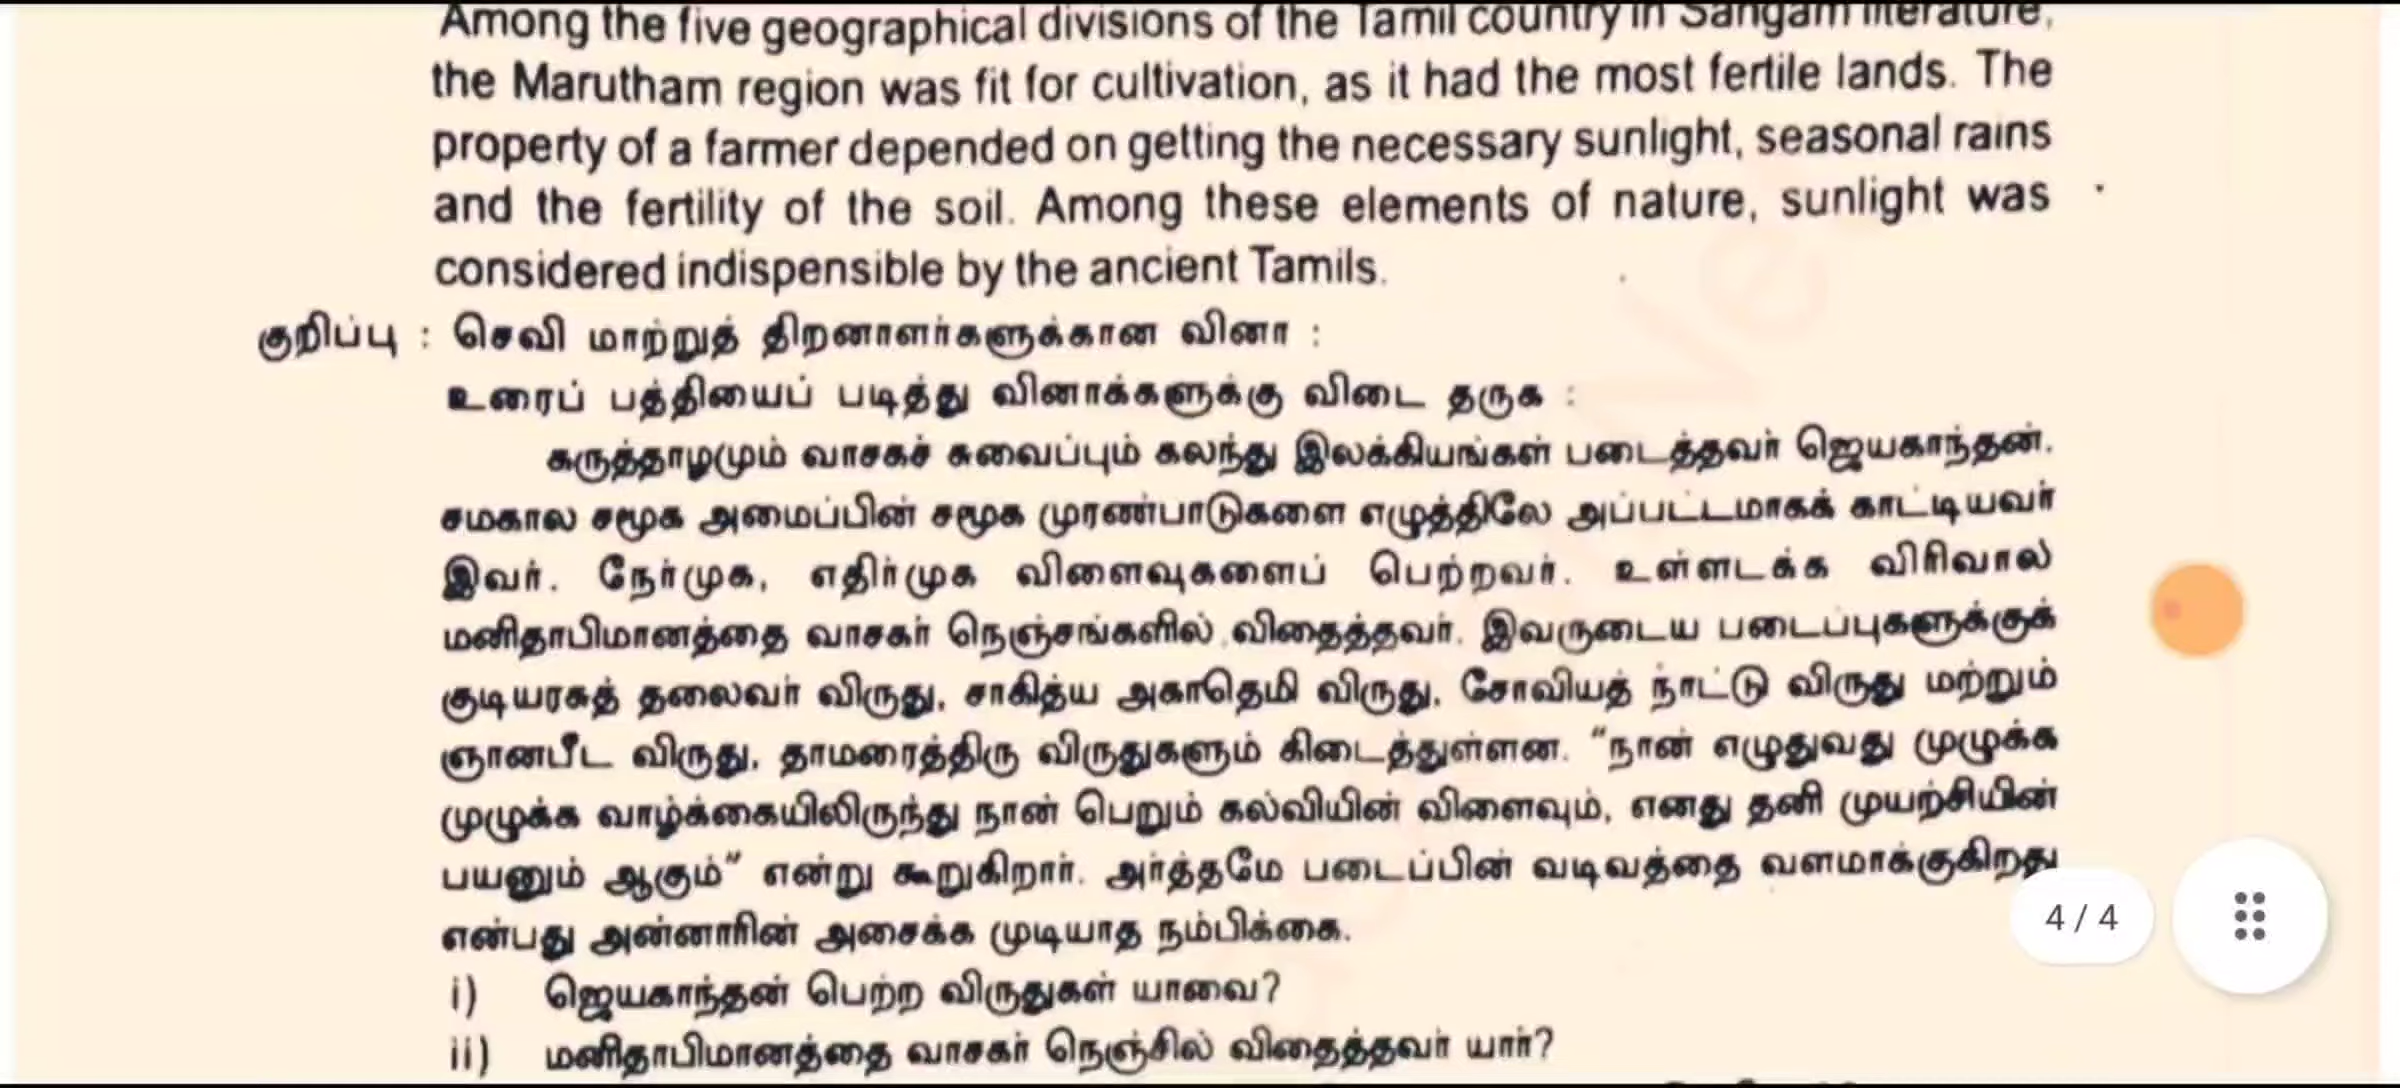 Among the five geographical divisions of the Tamil country in Sangam literature,
the Marutham region was fit for cultivation, as it had the most fertile lands. The
property of a farmer depended on getting the necessary sunlight, seasonal rains
and the fertility of the soil. Among these elements of nature, sunlight was
considered indispensible by the ancient Tamils.
குறிப்பு : செவி மாற்றுத் திறனாளர்களுக்கான வினா :
உரைப் பத்தியைப் படித்து வினாக்களுக்கு விடை தருக :
கருத்தாழமும் வாசகச் சுவைப்பும் கலந்து இலக்கியங்கள் படைத்தவர் ஜெயகாந்தன்.
சமகால சமூக அமைப்பின் சமூக முரண்பாடுகளை எழுத்திலே அப்பட்டமாகக் காட்டியவர்
இவர். நேர்முக, எதிர்முக விளைவுகளைப் பெற்றவர். உள்ளடக்க விரிவால்
மனிதாபிமானத்தை வாசகர் நெஞ்சங்களில் விதைத்தவர். இவருடைய படைப்புகளுக்குக்
குடியரசுத் தலைவர் விருது, சாகித்ய அகாதெமி விருது, சோவியத் நாட்டு விருது மற்றும்
ஞானபீட விருது, தாமரைத்திரு விருதுகளும் கிடைத்துள்ளன. “நான் எழுதுவது முழுக்க
முழுக்க வாழ்க்கையிலிருந்து நான் பெறும் கல்வியின் விளைவும், எனது தனி முயற்சியின்
பயனும் ஆகும்” என்று கூறுகிறார். அர்த்தமே படைப்பின் வடிவத்தை வளமாக்குகிறது
என்பது அன்னாரின் அசைக்க முடியாத நம்பிக்கை.
4 / 4
i) ஜெயகாந்தன் பெற்ற விருதுகள் யாவை?
ii) மனிதாபிமானத்தை வாசகர் நெஞ்சில் விதைத்தவர் யார்?